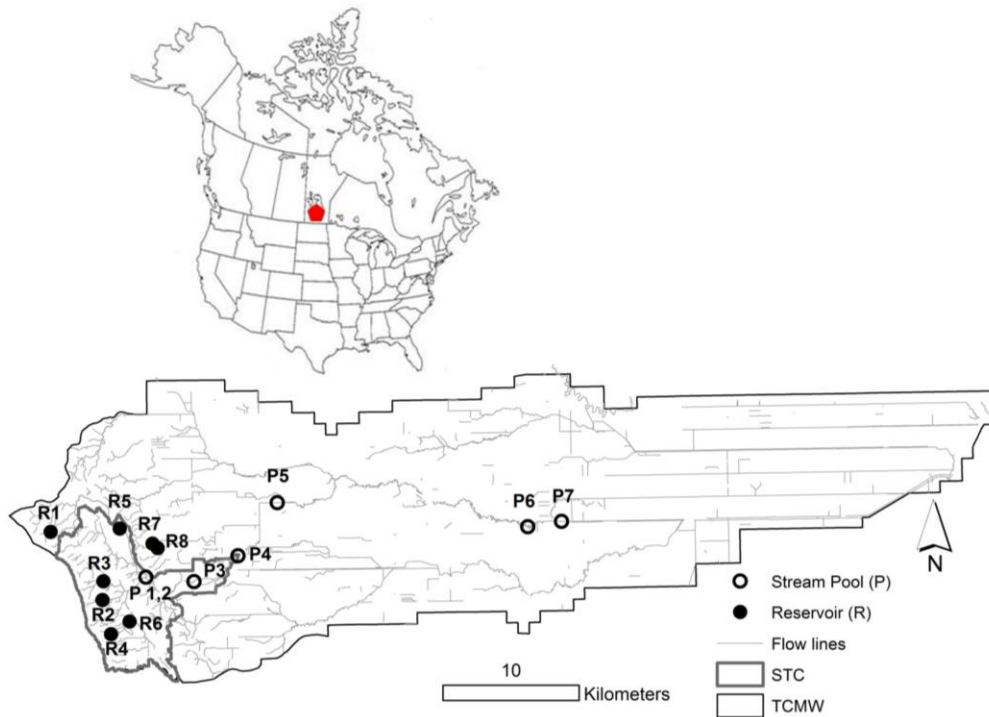 P5
P6
P7
R1
R5
R7
R8
P4
R3
P3
P 1,2
R2
R6
R4
N
Stream Pool (P)
Reservoir (R)
Flow lines
STC
TCMW
10
Kilometers